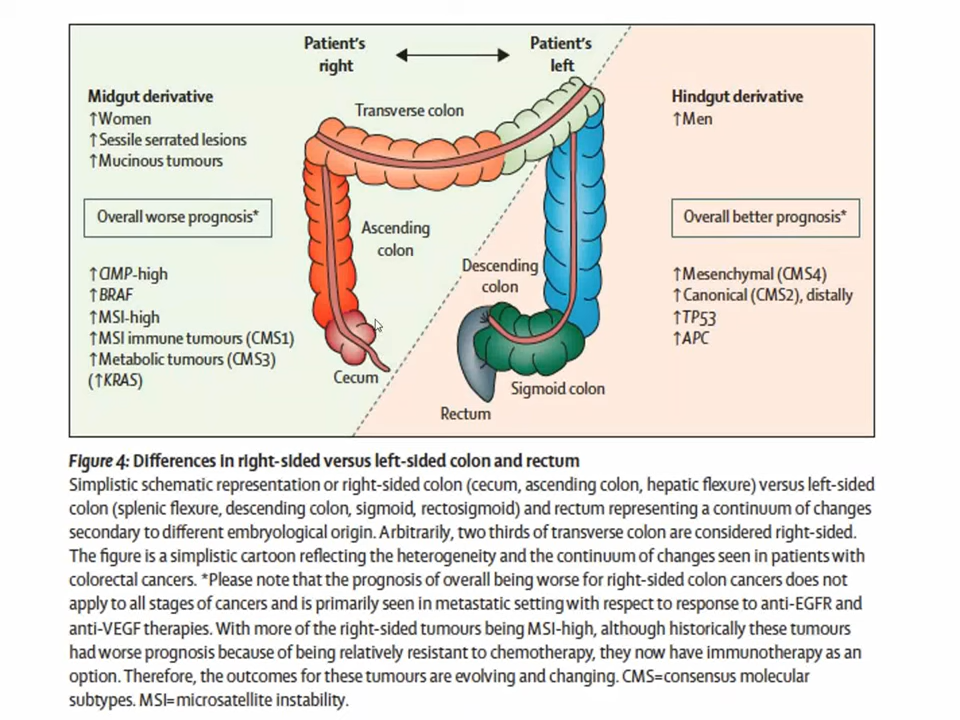 Patient's
right
Patient's
left
Midgut derivative
↑Women
↑Sessile serrated lesions
↑Mucinous tumours
Overall worse prognosis*
↑CIMP-high
↑BRAF
↑MSI-high
↑MSI immune tumours (CMS1)
↑Metabolic tumours (CMS3)
(↑KRAS)
Transverse colon
Ascending
colon
Cecum
Descending
colon
Sigmoid colon
Rectum
Hindgut derivative
↑Men
Overall better prognosis*
↑Mesenchymal (CMS4)
↑Canonical (CMS2), distally
↑TP53
↑APC
Figure 4: Differences in right-sided versus left-sided colon and rectum
Simplistic schematic representation or right-sided colon (cecum, ascending colon, hepatic flexure) versus left-sided
colon (splenic flexure, descending colon, sigmoid, rectosigmoid) and rectum representing a continuum of changes
secondary to different embryological origin. Arbitrarily, two thirds of transverse colon are considered right-sided.
The figure is a simplistic cartoon reflecting the heterogeneity and the continuum of changes seen in patients with
colorectal cancers. *Please note that the prognosis of overall being worse for right-sided colon cancers does not
apply to all stages of cancers and is primarily seen in metastatic setting with respect to response to anti-EGFR and
anti-VEGF therapies. With more of the right-sided tumours being MSI-high, although historically these tumours
had worse prognosis because of being relatively resistant to chemotherapy, they now have immunotherapy as an
option. Therefore, the outcomes for these tumours are evolving and changing. CMS=consensus molecular
subtypes. MSI=microsatellite instability.